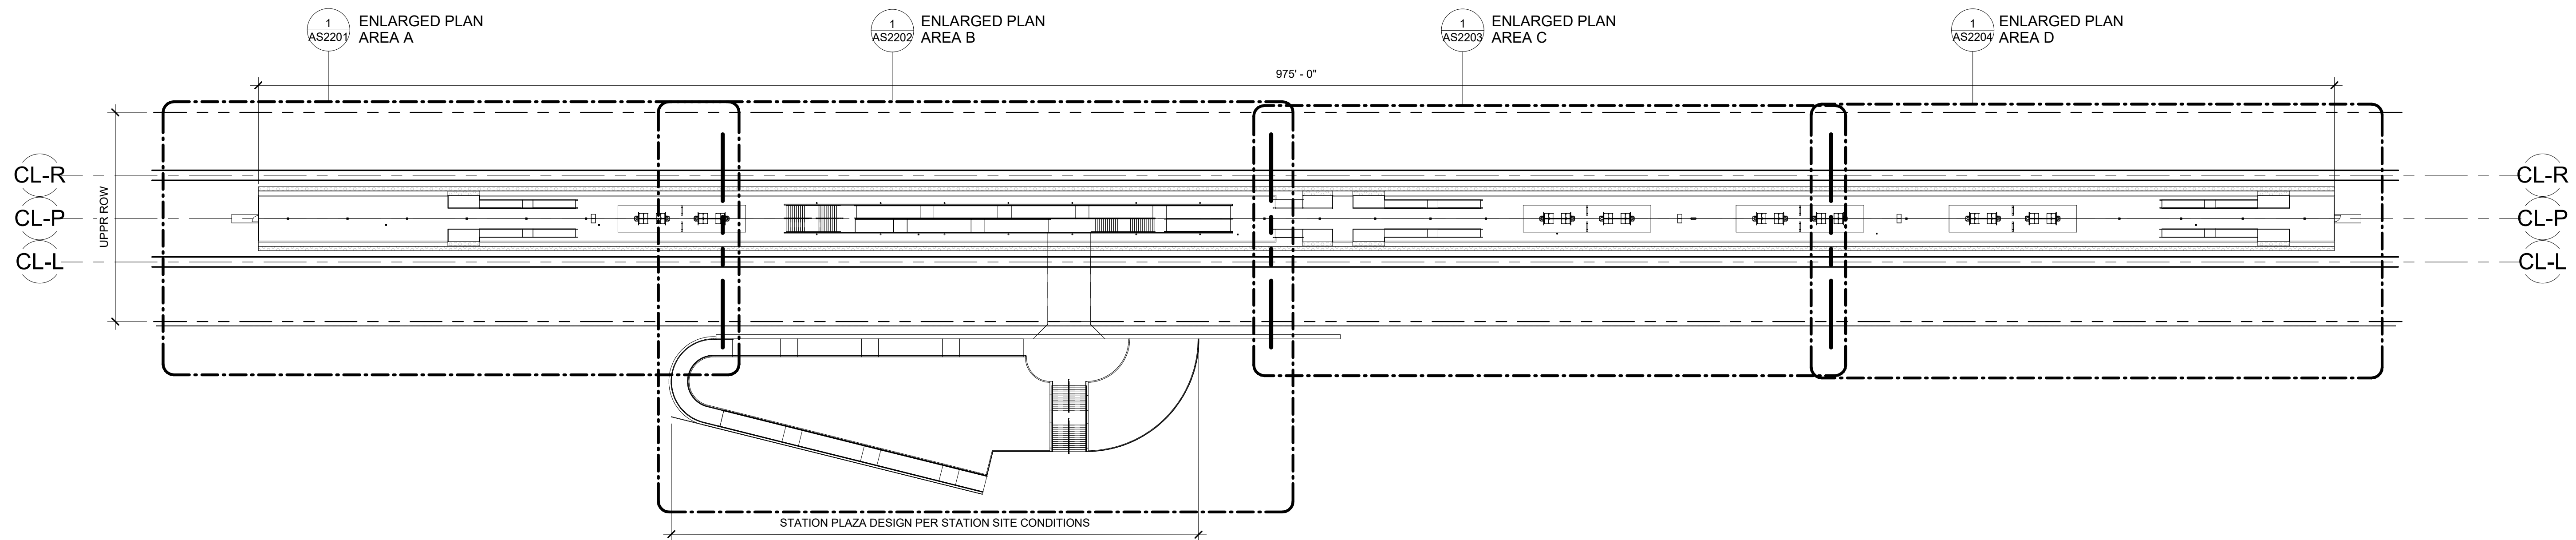 1
AS2201
ENLARGED PLAN
AREA A
1
AS2202
ENLARGED PLAN
AREA B
1
AS2203
ENLARGED PLAN
AREA C
1
AS2204
ENLARGED PLAN
AREA D
975' - 0"
CL-R
CL-P
CL-L
UPPR ROW
CL-R
CL-P
CL-L
STATION PLAZA DESIGN PER STATION SITE CONDITIONS